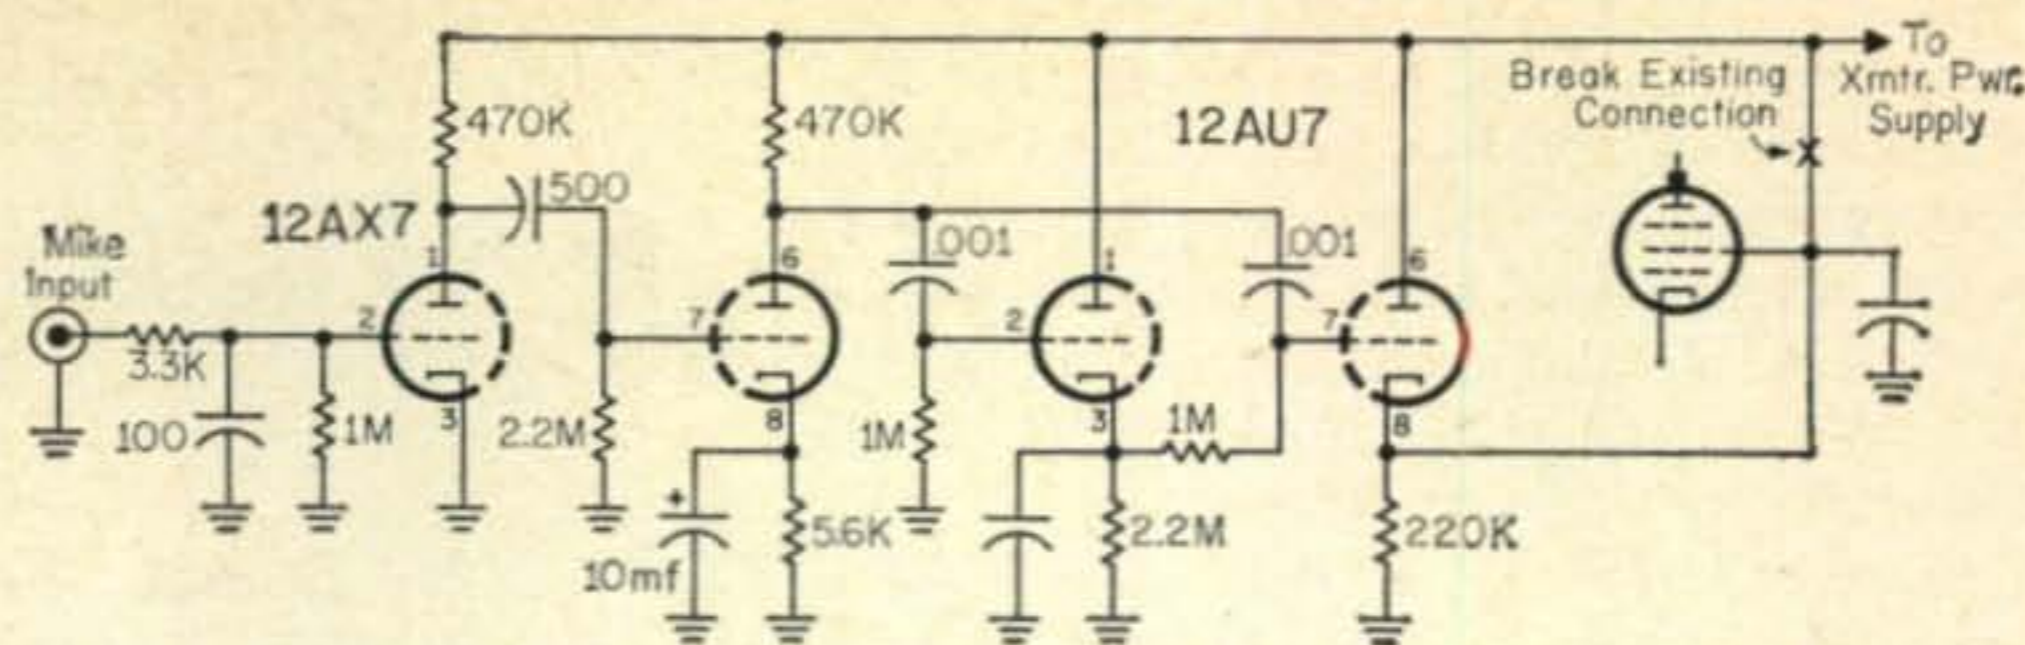 To
Xmtr. Pwr.
Supply
Break Existing
Connection
X
470K
470K
12AU7
500
12AX7
Mike
Input
.001
.001
1
6
1
6
2
7
2
7
3.3K
100
1M
3
2.2M
8
1M
3
1M
8
+
10mf
5.6K
2.2M
220K